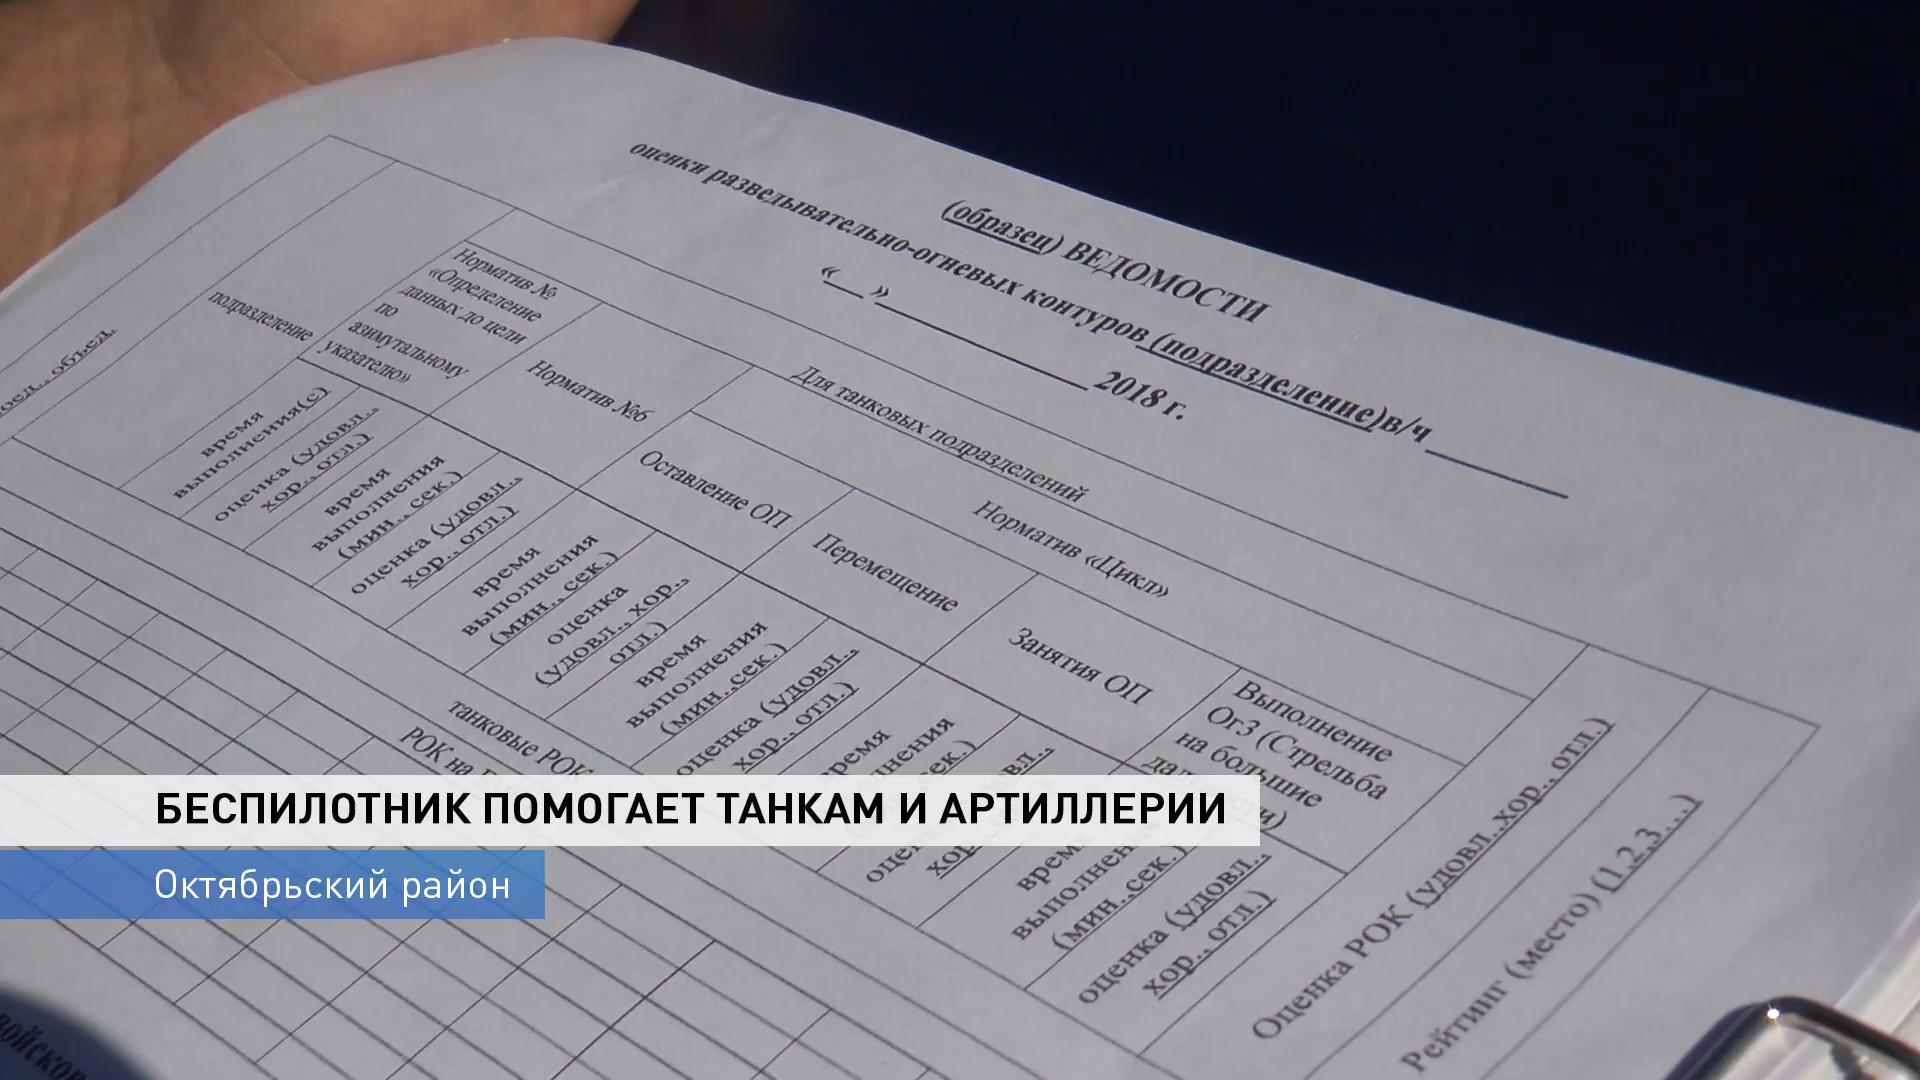 (образец) ВЕДОМОСТИ
оценки разведывательно-огневых контуров (подразделение)в/ч
«__»____________ 2018 г.
подразделение
Норматив №
«Определение
данных до цели
по
азимутальному
указателю»
Норматив №6
Для танковых подразделений
Норматив «Цикл»
Оставление ОП
Перемещение
Занятия ОП
Выполнение
ОгЗ (Стрельба
на большие
время
выполнения(с)
оценка (удовл.,
хор., отл.)
время
выполнения
(мин., сек.)
оценка (удовл.,
хор., отл.)
время
выполнения
(мин., сек.)
оценка
(удовл., хор.,
отл.)
время
выполнения
(мин.,сек.)
оценка (удовл.,
хор., отл.)
время
время
(мин.,сек.)
оценка (удовл.,
хор., отл.)
Оценка РОК (удовл.,хор., отл.)
Рейтинг (место) (1,2,3…)
танковые РОК
РОК на
БЕСПИЛОТНИК ПОМОГАЕТ ТАНКАМ И АРТИЛЛЕРИИ
Октябрьский район